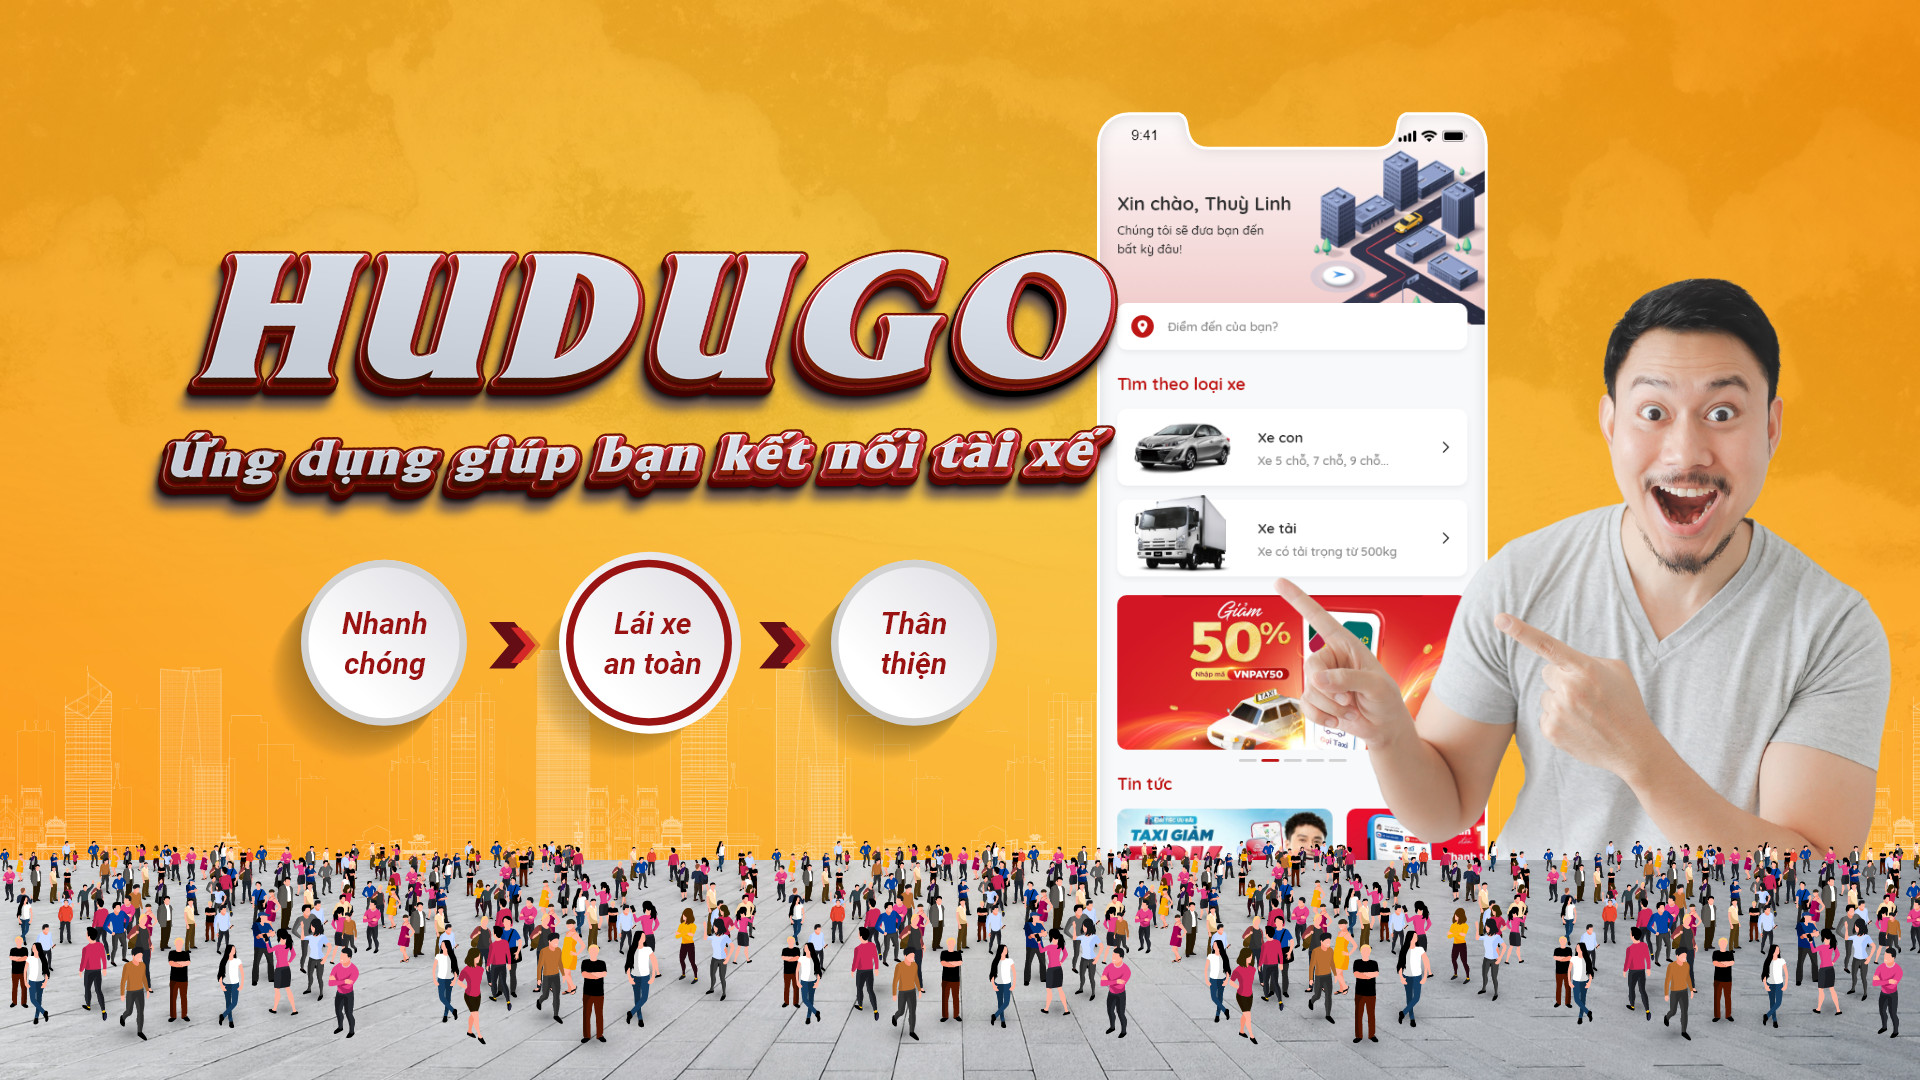 HUDUGO
Ứng dụng giúp bạn kết nối tài xế
Nhanh
chóng
Lái xe
an toàn
Thân
thiện
9:41
Xin chào, Thuỳ Linh
Chúng tôi sẽ đưa bạn đến
bất kỳ đâu!
Điểm đến của bạn?
Tìm theo loại xe
Xe con
Xe 5 chỗ, 7 chỗ, 9 chỗ...
Xe tải
Xe có tải trọng từ 500kg
Giảm
50%
Nhập mã VNPAY50
TAXI
Gọi Taxi
Tin tức
TAXI GIẢM